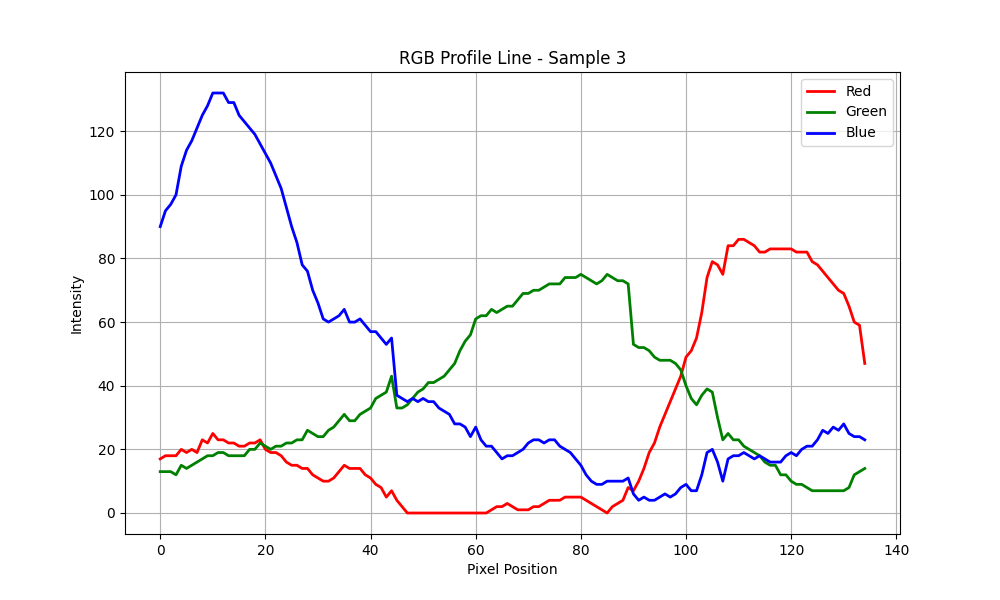 RGB Profile Line - Sample 3
Red
Green
Blue
Intensity
120
100
80
60
40
20
0
0 20 40 60 80 100 120 140
Pixel Position